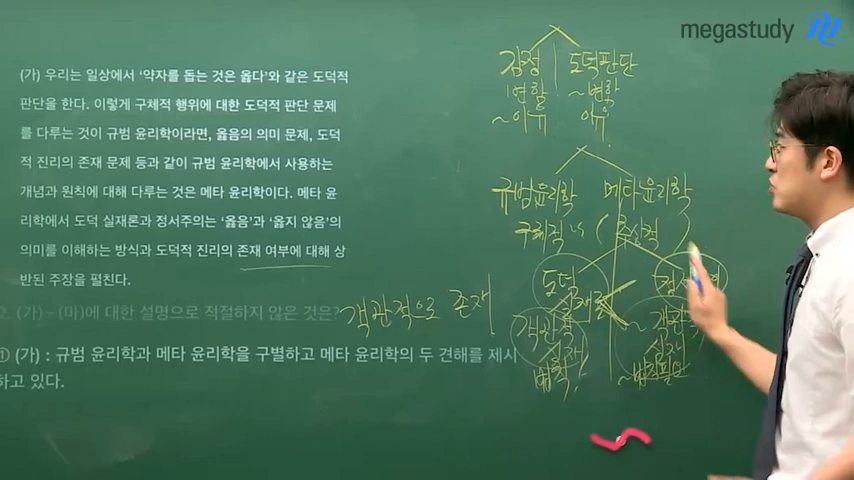 megastudy
(가) 우리는 일상에서 '약자를 돕는 것은 옳다'와 같은 도덕적
판단을 한다. 이렇게 구체적 행위에 대한 도덕적 판단 문제
를 다루는 것이 규범 윤리학이라면, 옳음의 의미 문제, 도덕
적 진리의 존재 문제 등과 같이 규범 윤리학에서 사용하는
개념과 원칙에 대해 다루는 것은 메타 윤리학이다. 메타 윤
리학에서 도덕 실재론과 정서주의는 '옳음'과 '옳지 않음'의
의미를 이해하는 방식과 도덕적 진리의 존재 여부에 대해 상
반된 주장을 펼친다.
2. (가)-(마)에 대한 설명으로 적절하지 않은 것은?
① (가) : 규범 윤리학과 메타 윤리학을 구별하고 메타 윤리학의 두 견해를 제시
하고 있다.
객관적으로 존재
감정 도덕판단
규범윤리학 메타윤리학
구체적 vs ( 추상적 )
도덕
객관적